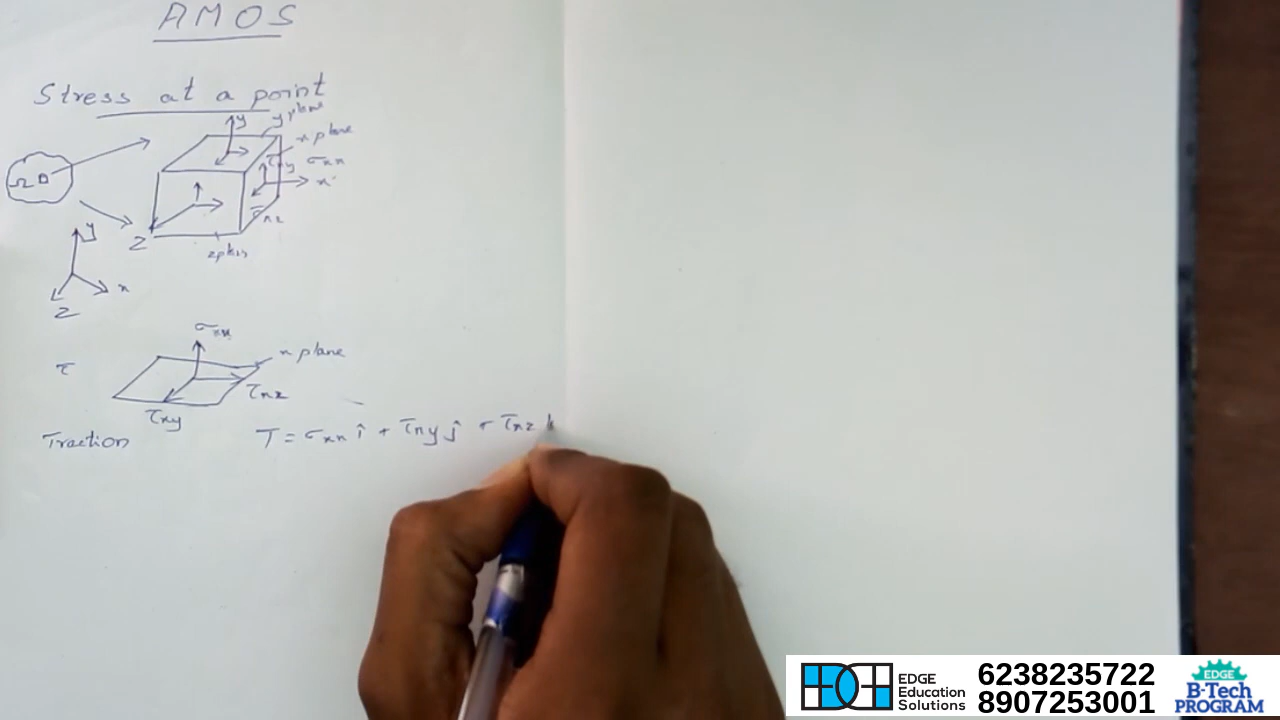 AMOS
Stress at a point
y
y plane
x plane
τxy
σxx
x
τxz
Z
y
x
Z
σxx
x plane
τ
τxz
τxy
Traction
T = σxx î + τxy ĵ + τxz k
EDGE
Education
Solutions
6238235722
8907253001
EDGE
B-Tech
PROGRAM